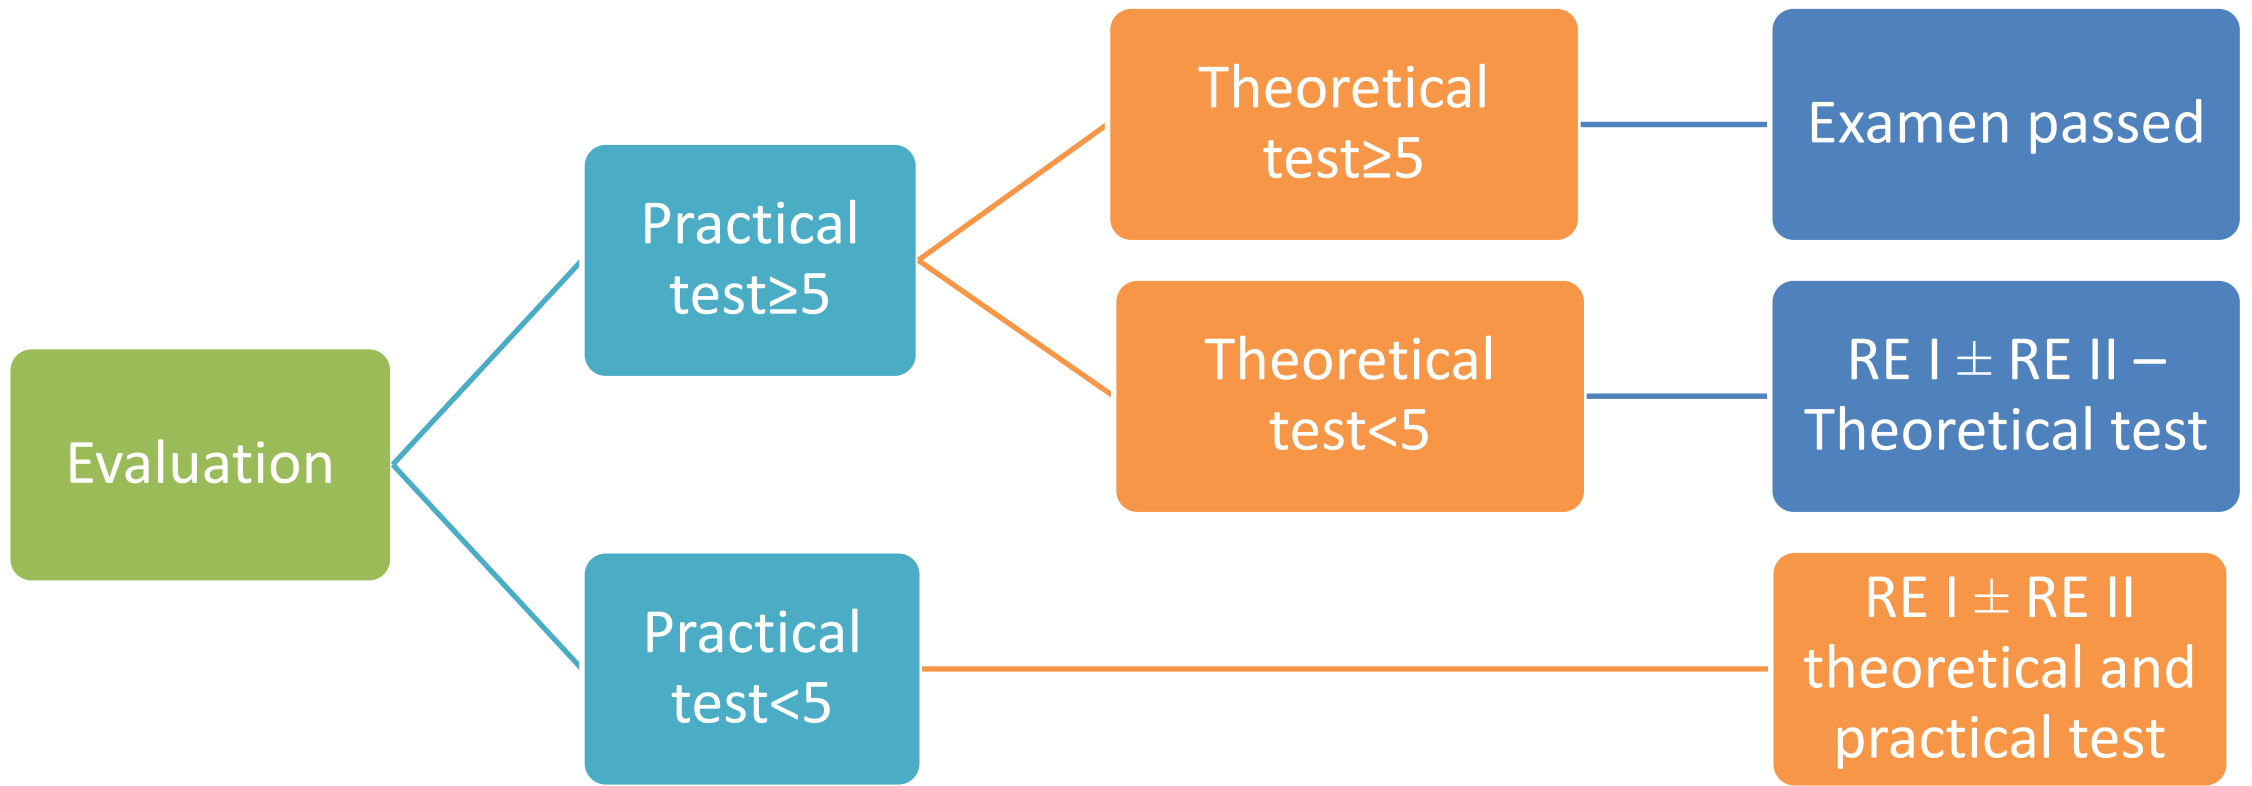 Evaluation
Practical
test≥5
Practical
test<5
Theoretical
test≥5
Theoretical
test<5
Examen passed
RE I ± RE II –
Theoretical test
RE I ± RE II
theoretical and
practical test